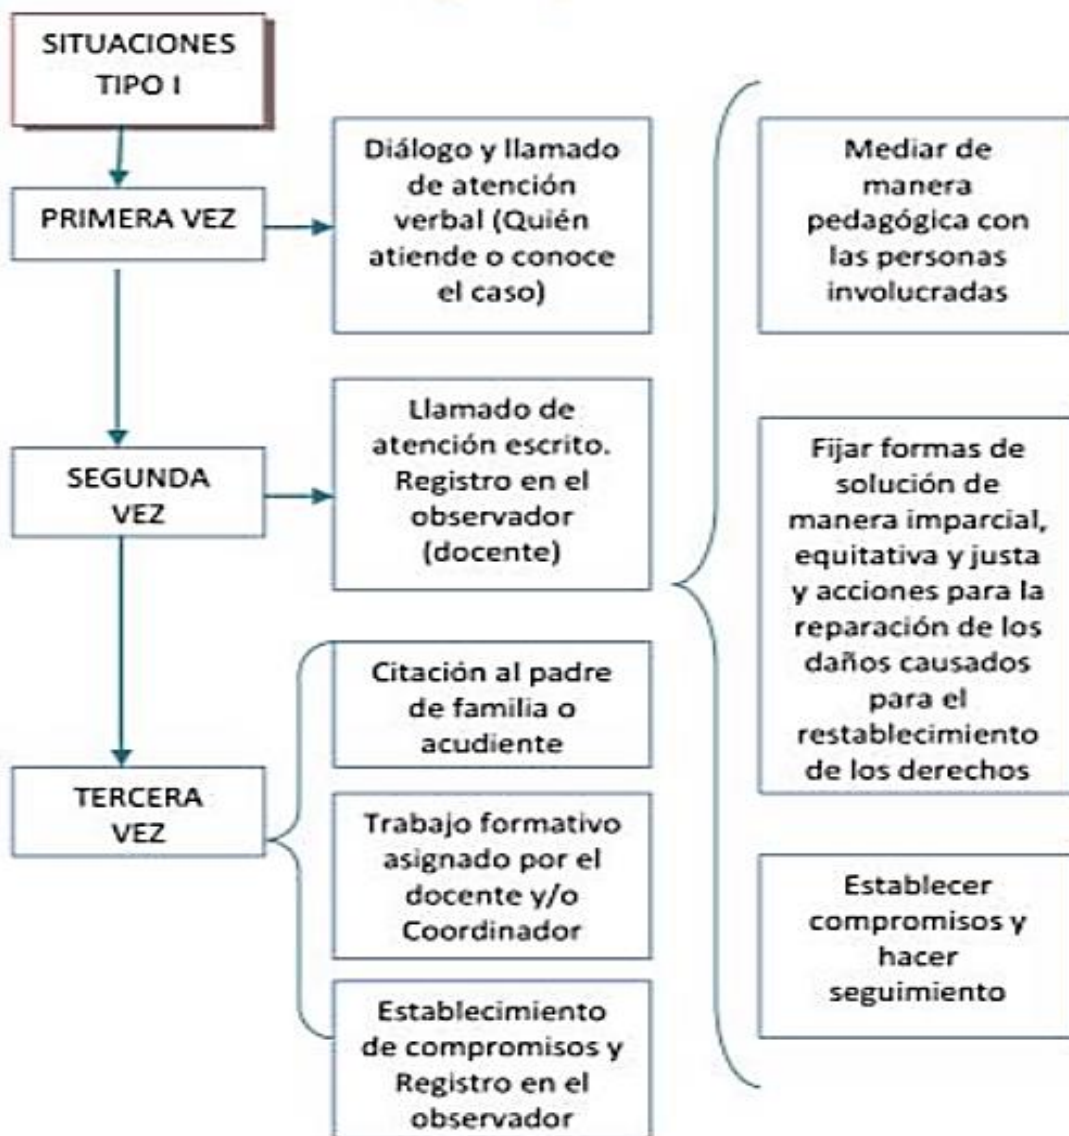 SITUACIONES
TIPO I
PRIMERA VEZ
Diálogo y llamado
de atención
verbal (Quién
atiende o conoce
el caso)
SEGUNDA
VEZ
Llamado de
atención escrito.
Registro en el
observador
(docente)
TERCERA
VEZ
Citación al padre
de familia o
acudiente
Trabajo formativo
asignado por el
docente y/o
Coordinador
Establecimiento
de compromisos y
Registro en el
observador
Mediar de
manera
pedagógica con
las personas
involucradas
Fijar formas de
solución de
manera imparcial,
equitativa y justa
y acciones para la
reparación de los
daños causados
para el
restablecimiento
de los derechos
Establecer
compromisos y
hacer
seguimiento